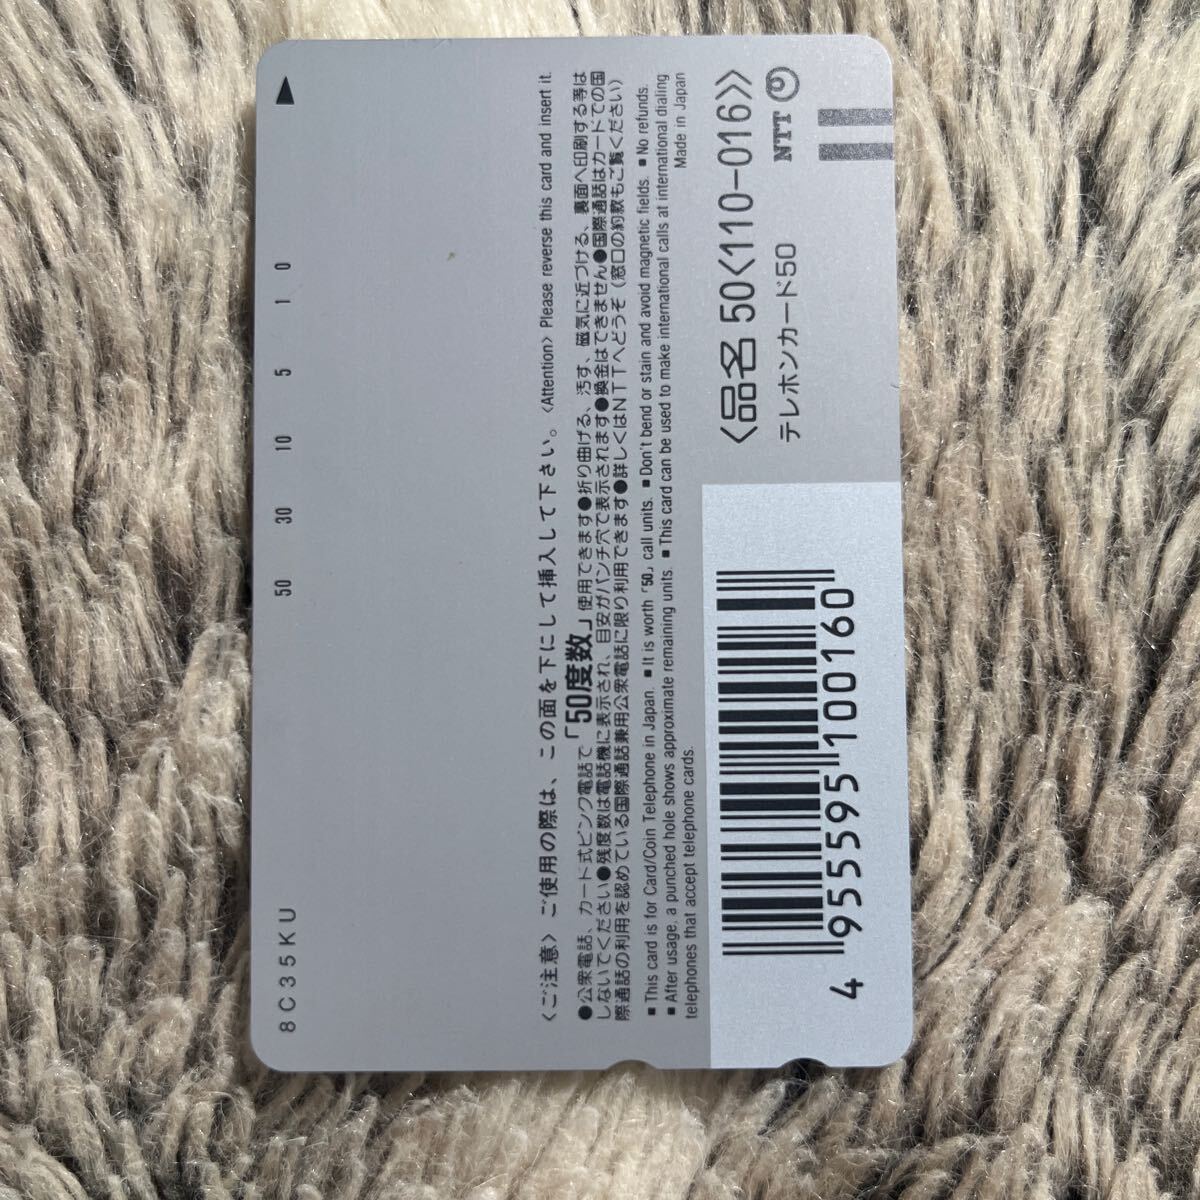 ▲
0
1
5
10
30
50
8C35KU
〈ご注意〉ご使用の際は、この面を下にして挿入して下さい。〈Attention〉Please reverse this card and insert it.
●公衆電話、カード式ピンク電話で「50度数」使用できます●折り曲げる、汚す、磁気に近づける、裏面へ印刷する等は
しないでください●残度数は電話機に表示され、目安がパンチ穴で表示されます●換金はできません●国際通話はカードでの国
際通話の利用を認めている国際通話兼用公衆電話に限り利用できます●詳しくはNTTへどうぞ（窓口の約款もご覧ください）
■This card is for Card/Coin Telephone in Japan. ■It is worth「50」call units. ■Don't bend or stain and avoid magnetic fields. ■No refunds.
■After usage, a punched hole shows approximate remaining units. ■This card can be used to make international calls at international dialing
telephones that accept telephone cards.
Made in Japan
〈品名 50〈110-016〉〉
テレホンカード50
NTT
4 955595 100160